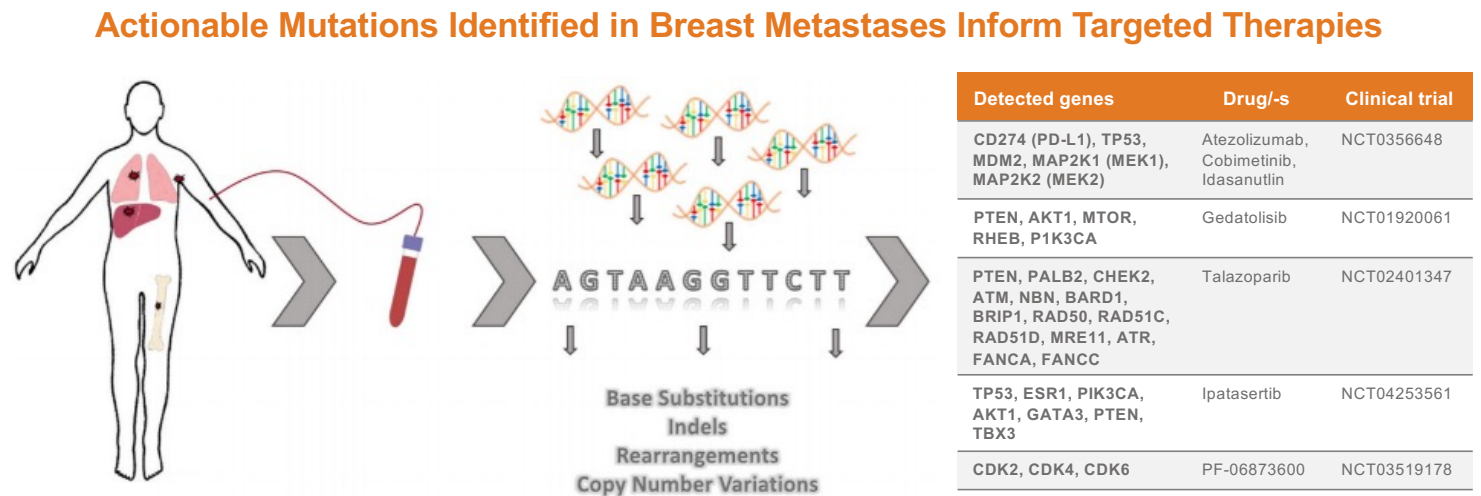 Actionable Mutations Identified in Breast Metastases Inform Targeted Therapies
AGTAAGGTTCTT
Base Substitutions
Indels
Rearrangements
Copy Number Variations
Detected genes Drug/-s Clinical trial
CD274 (PD-L1), TP53, Atezolizumab, NCT0356648
MDM2, MAP2K1 (MEK1), Cobimetinib,
MAP2K2 (MEK2) Idasanutlin
PTEN, AKT1, MTOR, Gedatolisib NCT01920061
RHEB, P1K3CA
PTEN, PALB2, CHEK2, Talazoparib NCT02401347
ATM, NBN, BARD1,
BRIP1, RAD50, RAD51C,
RAD51D, MRE11, ATR,
FANCA, FANCC
TP53, ESR1, PIK3CA, Ipatasertib NCT04253561
AKT1, GATA3, PTEN,
TBX3
CDK2, CDK4, CDK6 PF-06873600 NCT03519178